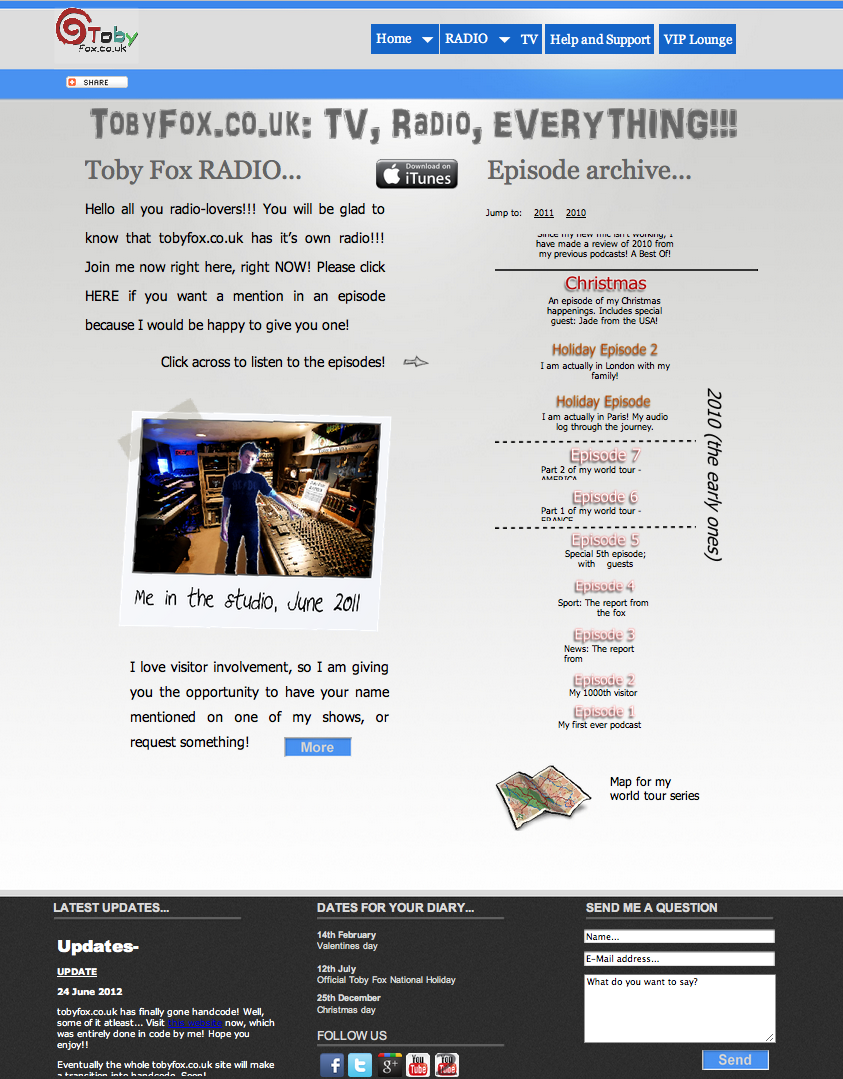 Toby
Fox.co.uk
Home
RADIO
TV
Help and Support
VIP Lounge
SHARE
TobyFox.co.uk: TV, Radio, EVERYTHING!!!
Toby Fox RADIO...
Download on
iTunes
Hello all you radio-lovers!!! You will be glad to
know that tobyfox.co.uk has it's own radio!!!
Join me now right here, right NOW! Please click
HERE if you want a mention in an episode
because I would be happy to give you one!
Click across to listen to the episodes!
Me in the studio, June 2011
I love visitor involvement, so I am giving
you the opportunity to have your name
mentioned on one of my shows, or
request something!
More
Episode archive...
Jump to: 2011 2010
Since my new mic isn't working, I
have made a review of 2010 from
my previous podcasts! A Best Of!
Christmas
An episode of my Christmas
happenings. Includes special
guest: Jade from the USA!
Holiday Episode 2
I am actually in London with my
family!
Holiday Episode
I am actually in Paris! My audio
log through the journey.
Episode 7
Part 2 of my world tour -
AMERICA
Episode 6
Part 1 of my world tour -
FRANCE
Episode 5
Special 5th episode;
with guests
Episode 4
Sport: The report from
the fox
Episode 3
News: The report
from
Episode 2
My 1000th visitor
Episode 1
My first ever podcast
2010 (the early ones)
Map for my
world tour series
LATEST UPDATES...
Updates-
UPDATE
24 June 2012
tobyfox.co.uk has finally gone handcode! Well,
some of it atleast... Visit now, which
was entirely done in code by me! Hope you
enjoy!!
Eventually the whole tobyfox.co.uk site will make
a transition into handcode. Soon!
DATES FOR YOUR DIARY...
14th February
Valentines day
12th July
Official Toby Fox National Holiday
25th December
Christmas day
FOLLOW US
f
t
g+
You
Tube
You
Tube
SEND ME A QUESTION
Name...
E-Mail address...
What do you want to say?
Send